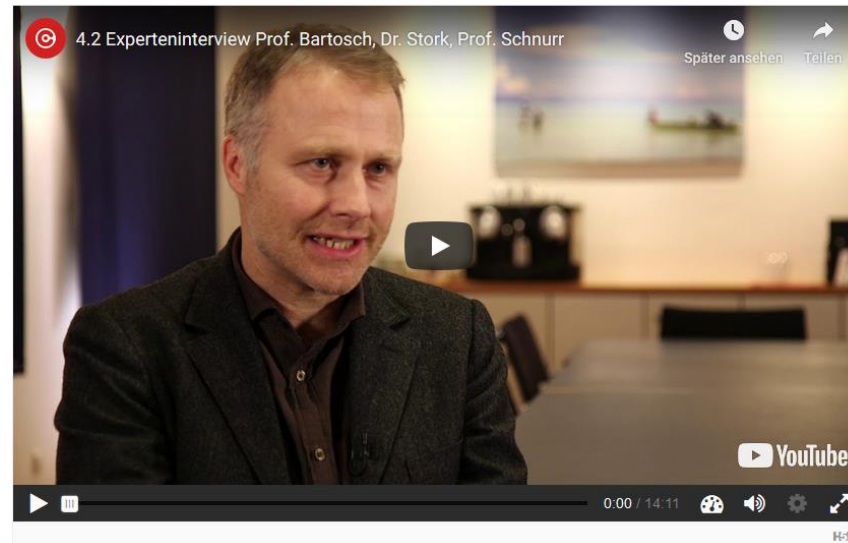 4.2 Experteninterview Prof. Bartosch, Dr. Stork, Prof. Schnurr
Später ansehen
Teilen
YouTube
0:00 / 14:11